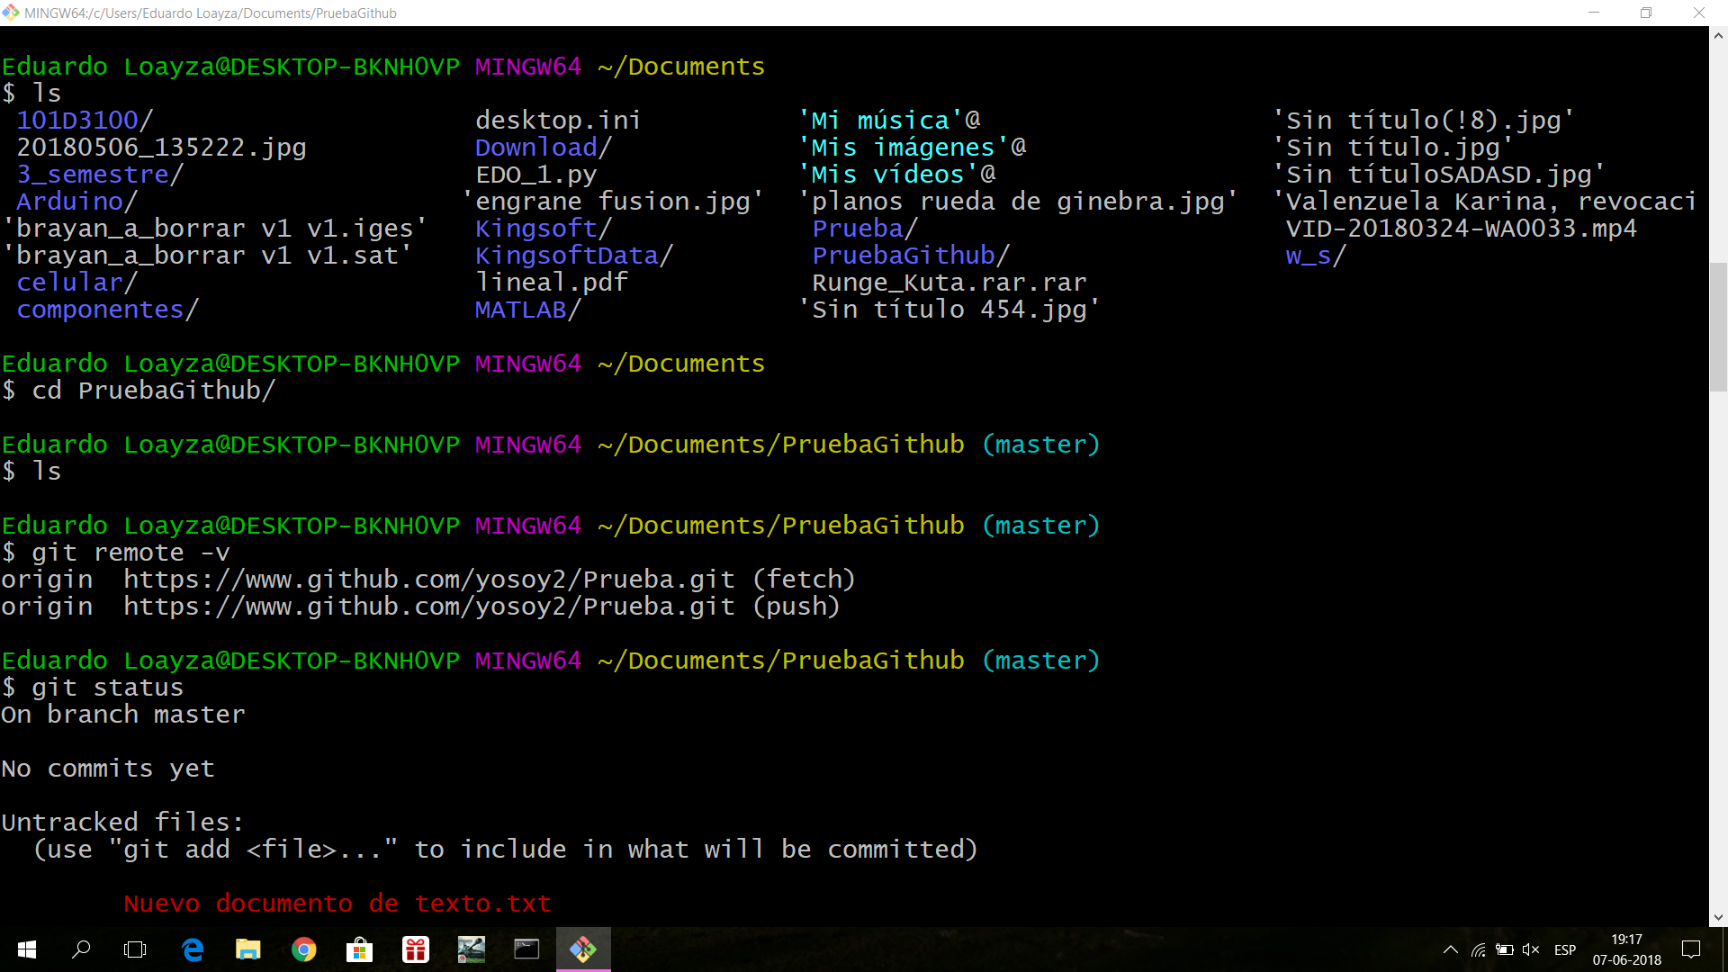 MINGW64:/c/Users/Eduardo Loayza/Documents/PruebaGithub
Eduardo Loayza@DESKTOP-BKNH0VP MINGW64 ~/Documents
$ ls
101D3100/ desktop.ini 'Mi música'@ 'Sin título(!8).jpg'
20180506_135222.jpg Download/ 'Mis imágenes'@ 'Sin título.jpg'
3_semestre/ EDO_1.py 'Mis vídeos'@ 'Sin títuloSADASD.jpg'
Arduino/ 'engrane fusion.jpg' 'planos rueda de ginebra.jpg' 'Valenzuela Karina, revocaci
'brayan_a_borrar v1 v1.iges' Kingsoft/ Prueba/ VID-20180324-WA0033.mp4
'brayan_a_borrar v1 v1.sat' KingsoftData/ PruebaGithub/ w_s/
celular/ lineal.pdf Runge_Kuta.rar.rar
componentes/ MATLAB/ 'Sin título 454.jpg'
Eduardo Loayza@DESKTOP-BKNH0VP MINGW64 ~/Documents
$ cd PruebaGithub/
Eduardo Loayza@DESKTOP-BKNH0VP MINGW64 ~/Documents/PruebaGithub (master)
$ ls
Eduardo Loayza@DESKTOP-BKNH0VP MINGW64 ~/Documents/PruebaGithub (master)
$ git remote -v
origin https://www.github.com/yosoy2/Prueba.git (fetch)
origin https://www.github.com/yosoy2/Prueba.git (push)
Eduardo Loayza@DESKTOP-BKNH0VP MINGW64 ~/Documents/PruebaGithub (master)
$ git status
On branch master
No commits yet
Untracked files:
(use "git add <file>..." to include in what will be committed)
Nuevo documento de texto.txt
ESP
19:17
07-06-2018